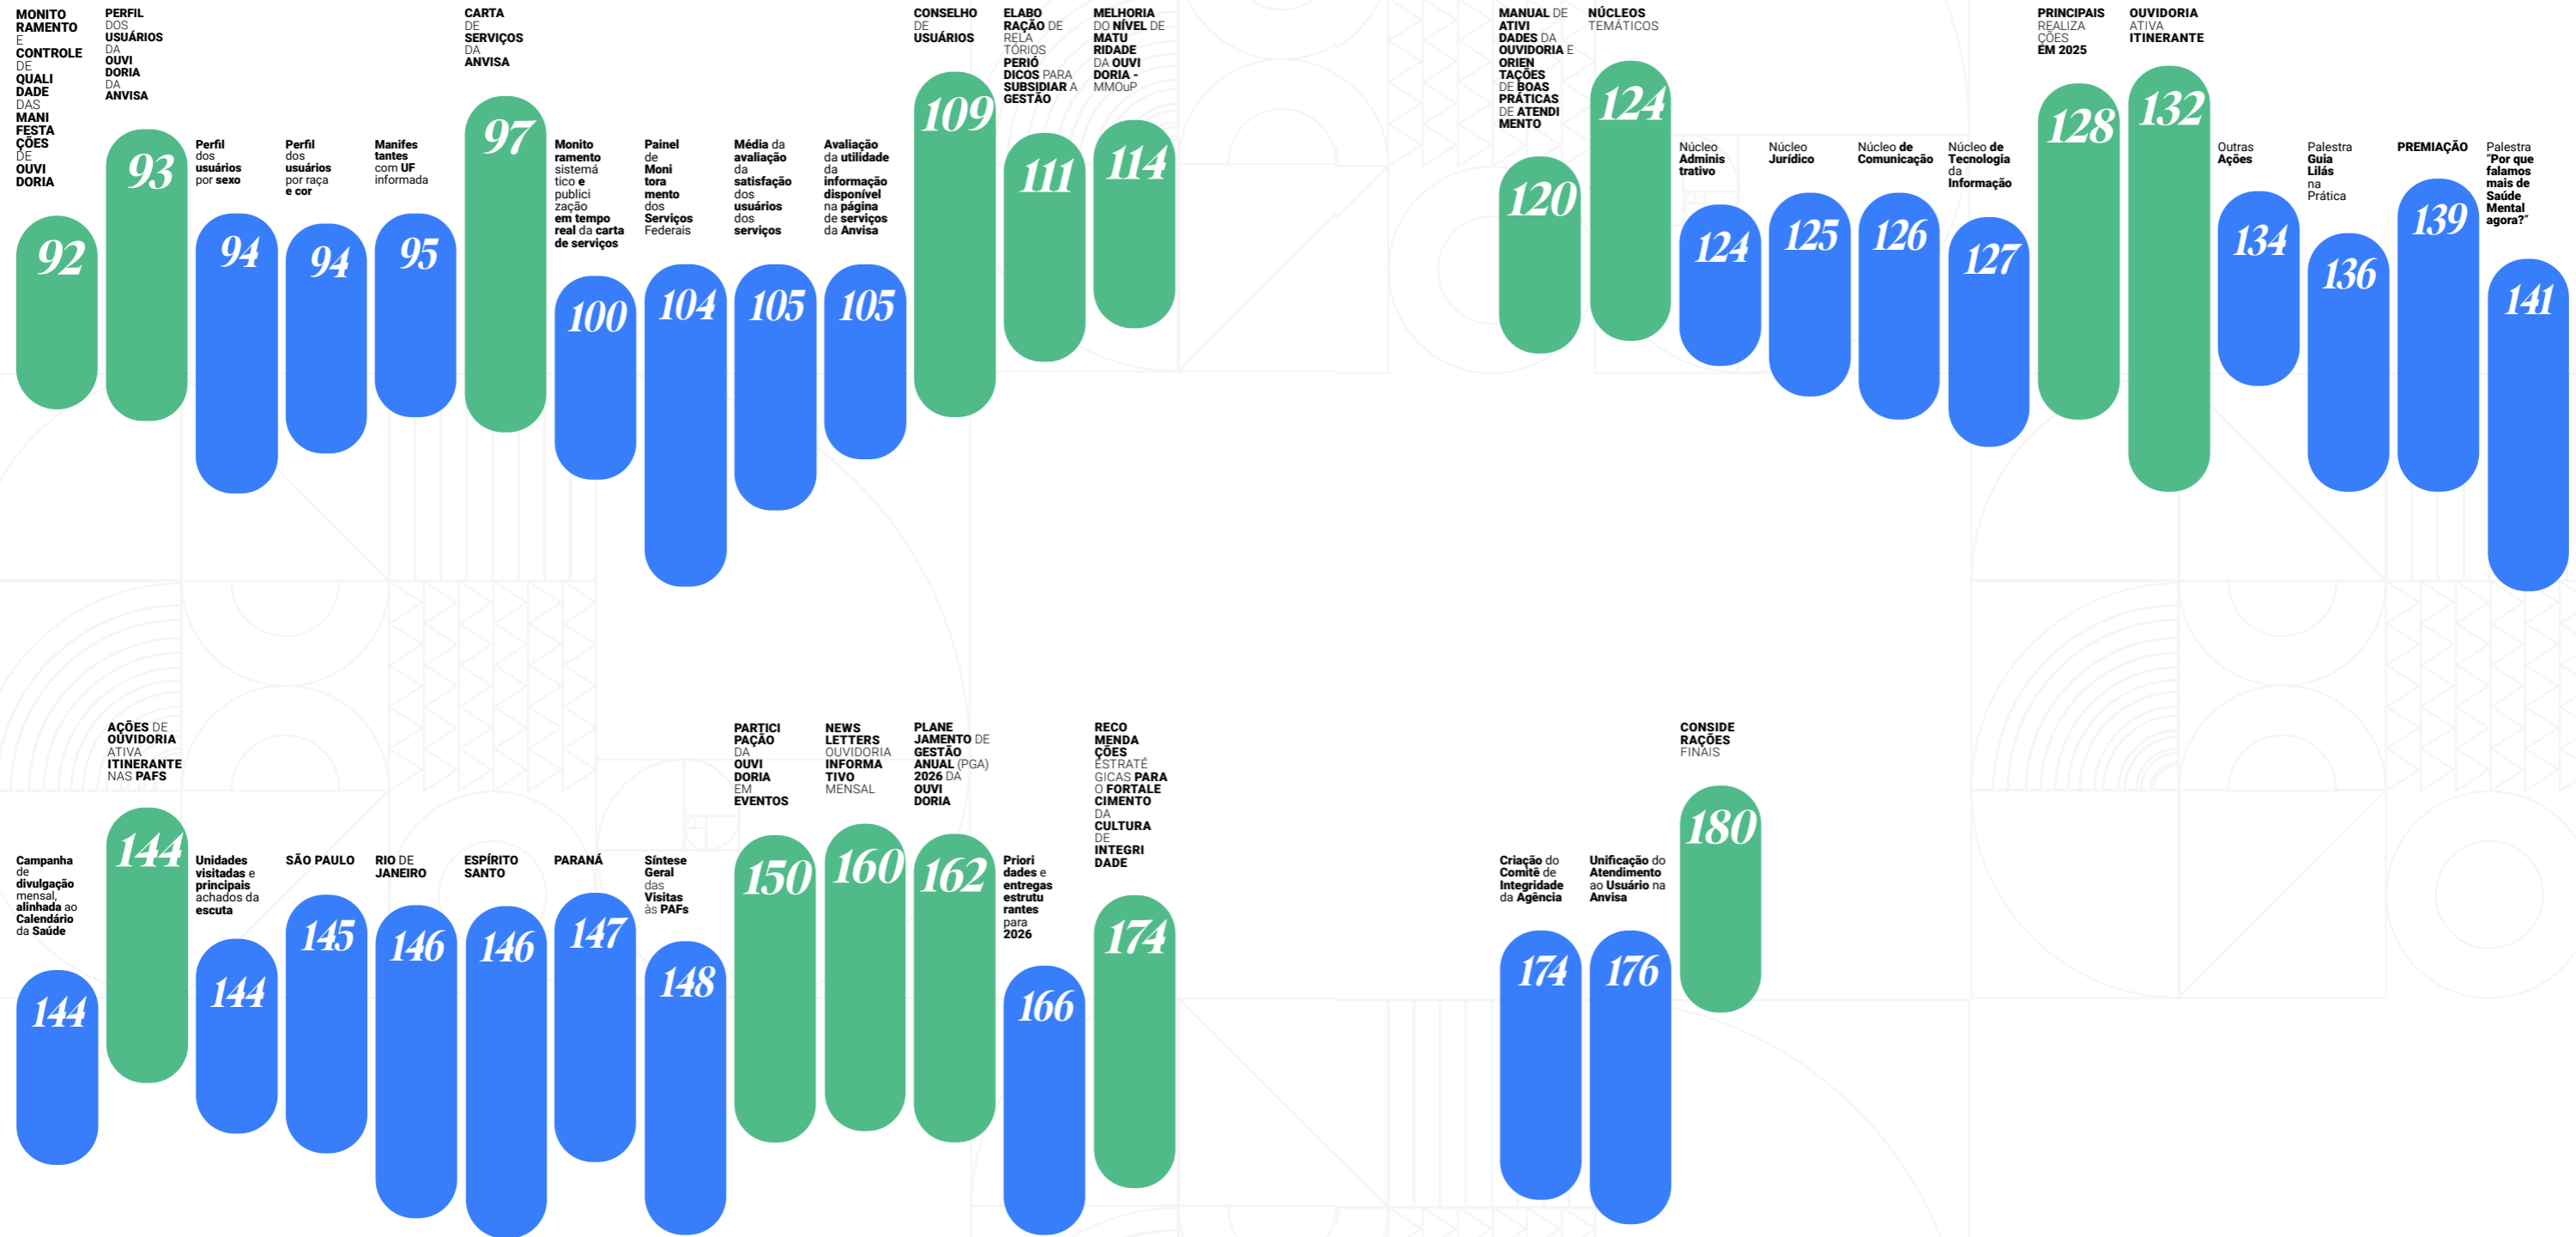 MONITO
RAMENTO
E
CONTROLE
DE
QUALI
DADE DAS
MANI
FESTA
ÇÕES
DE
OUVI
DORIA
92
PERFIL
DOS
USUÁRIOS
DA
OUVI
DORIA
DA
ANVISA
93
Perfil
dos
usuários
por sexo
94
Perfil
dos
usuários
por raça
e cor
94
Manifes
tantes
com UF
informada
95
CARTA
DE
SERVIÇOS
DA
ANVISA
97
Monito
ramento
sistemá
tico e
publici
zação
em tempo
real da carta
de serviços
100
Painel
de
Moni
tora
mento
dos
Serviços
Federais
104
Média da
avaliação
da
satisfação
dos
usuários
dos
serviços
105
Avaliação
da utilidade
da
informação
disponível
na página
de serviços
da Anvisa
105
CONSELHO
DE
USUÁRIOS
109
ELABO
RAÇÃO DE
RELA
TÓRIOS
PERIÓ
DICOS PARA
SUBSIDIAR A
GESTÃO
111
MELHORIA
DO NÍVEL DE
MATU
RIDADE
DA OUVI
DORIA -
MMOuP
114
MANUAL DE
ATIVI
DADES DA
OUVIDORIA E
ORIEN
TAÇÕES
DE BOAS
PRÁTICAS
DE ATENDI
MENTO
120
NÚCLEOS
TEMÁTICOS
124
Núcleo
Adminis
trativo
124
Núcleo
Jurídico
125
Núcleo de
Comunicação
126
Núcleo de
Tecnologia
da
Informação
127
PRINCIPAIS
REALIZA
ÇÕES
EM 2025
128
OUVIDORIA
ATIVA
ITINERANTE
132
Outras
Ações
134
Palestra
Guia
Lilás
na
Prática
136
PREMIAÇÃO
139
Palestra
"Por que
falamos
mais de
Saúde
Mental
agora?"
141
Campanha
de
divulgação
mensal,
alinhada ao
Calendário
da Saúde
144
AÇÕES DE
OUVIDORIA
ATIVA
ITINERANTE
NAS PAFS
144
Unidades
visitadas e
principais
achados da
escuta
144
SÃO PAULO
145
RIO DE
JANEIRO
146
ESPÍRITO
SANTO
146
PARANÁ
147
Síntese
Geral
das
Visitas
às PAFs
148
PARTICI
PAÇÃO
DA
OUVI
DORIA
EM
EVENTOS
150
NEWS
LETTERS
OUVIDORIA
INFORMA
TIVO
MENSAL
160
PLANE
JAMENTO DE
GESTÃO
ANUAL (PGA)
2026 DA
OUVI
DORIA
162
Priori
dades e
entregas
estrutu
rantes
para
2026
166
RECO
MENDA
ÇÕES
ESTRATÉ
GICAS PARA
O FORTALE
CIMENTO
DA
CULTURA
DE
INTEGRI
DADE
174
Criação do
Comitê de
Integridade
da Agência
174
Unificação do
Atendimento
ao Usuário na
Anvisa
176
CONSIDE
RAÇÕES
FINAIS
180